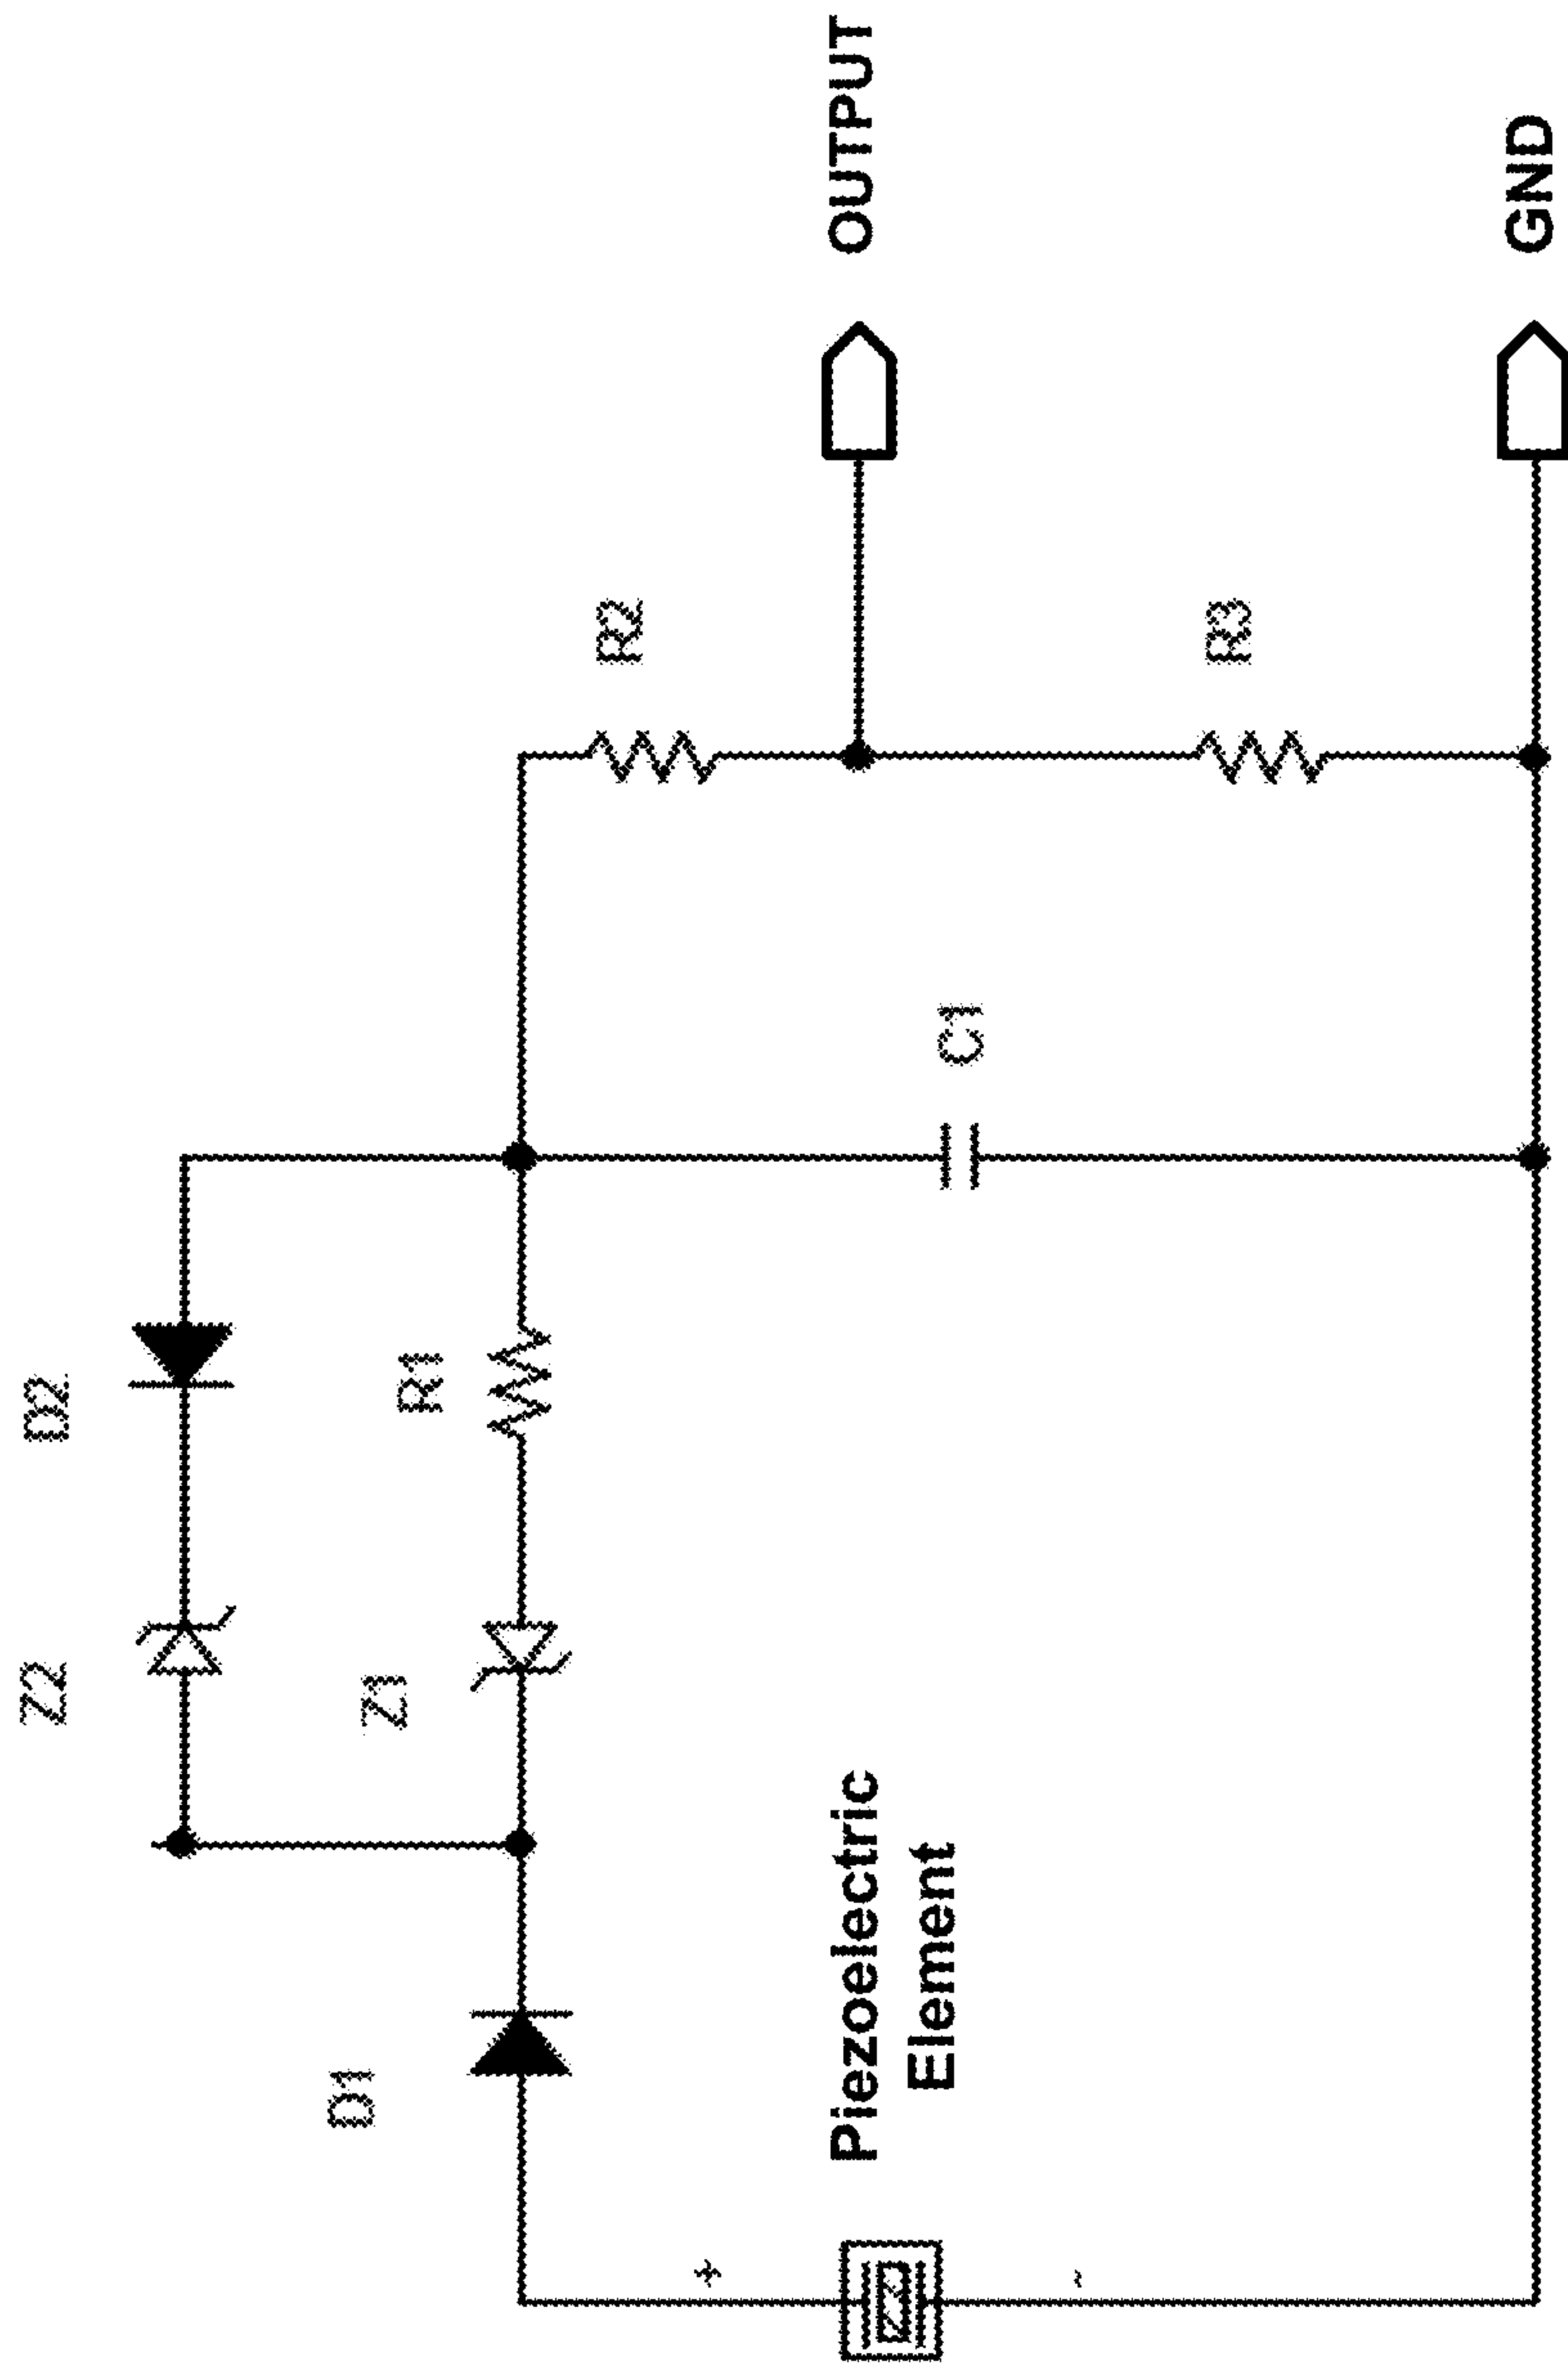 D2
Z2
R1
Z1
D1
R2
OUTPUT
C1
R3
GND
Piezoelectric
Element
+
-